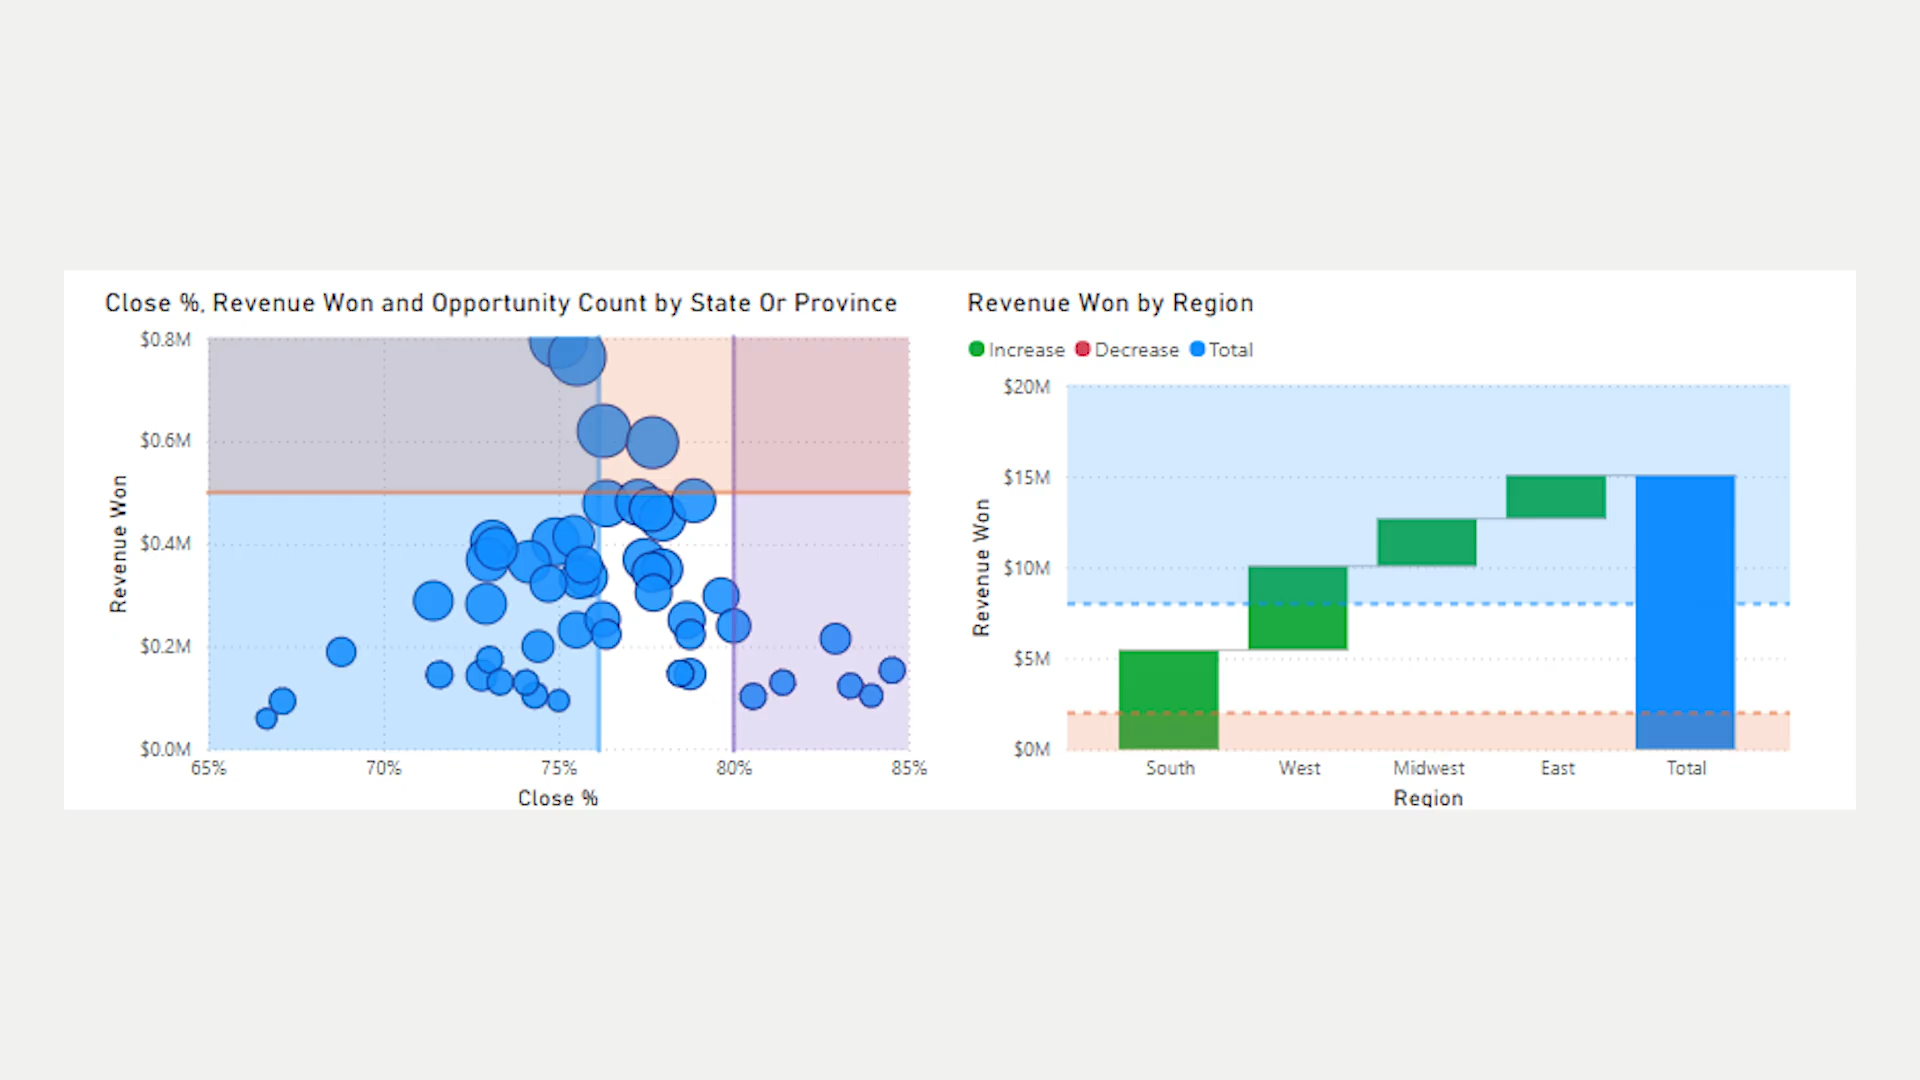 Close %, Revenue Won and Opportunity Count by State Or Province
$0.8M
$0.6M
$0.4M
$0.2M
$0.0M
Revenue Won
65%
70%
75%
80%
85%
Close %
Revenue Won by Region
Increase
Decrease
Total
$20M
$15M
$10M
$5M
$0M
Revenue Won
South
West
Midwest
East
Total
Region